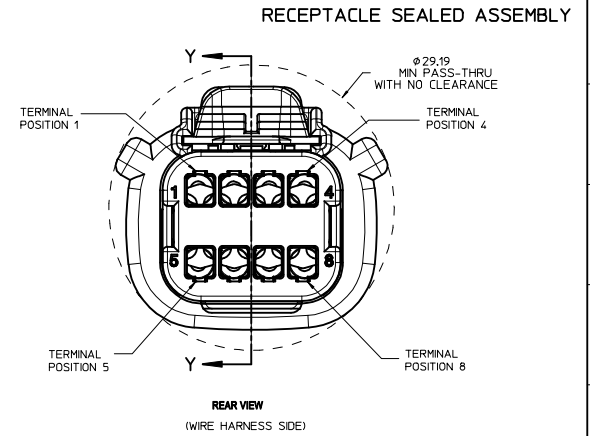 RECEPTACLE SEALED ASSEMBLY
Y
⌀29.19
MIN PASS-THRU
WITH NO CLEARANCE
TERMINAL
POSITION 1
TERMINAL
POSITION 4
1
4
5
8
TERMINAL
POSITION 5
Y
TERMINAL
POSITION 8
REAR VIEW
(WIRE HARNESS SIDE)